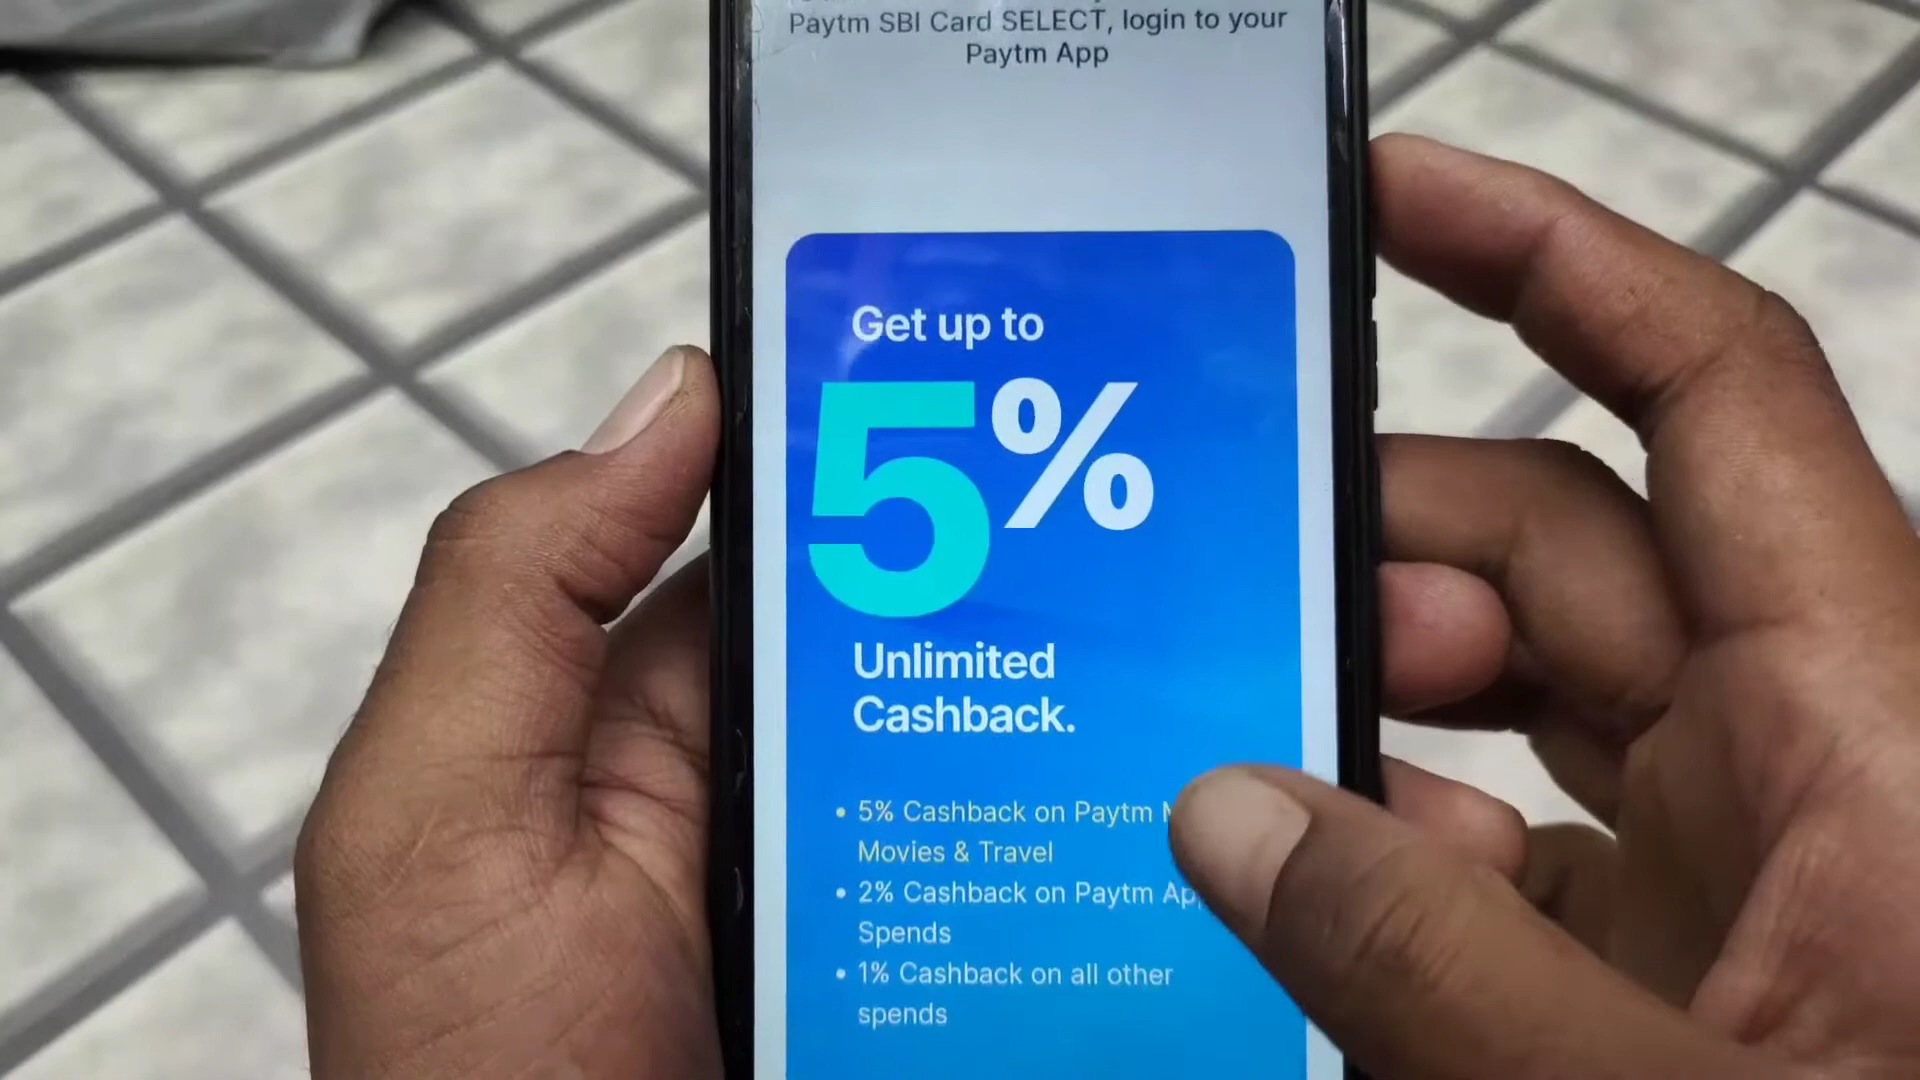 Paytm SBI Card SELECT, login to your
Paytm App
Get up to
5%
Unlimited
Cashback.
• 5% Cashback on Paytm
Movies & Travel
• 2% Cashback on Paytm
Spends
• 1% Cashback on all other
spends